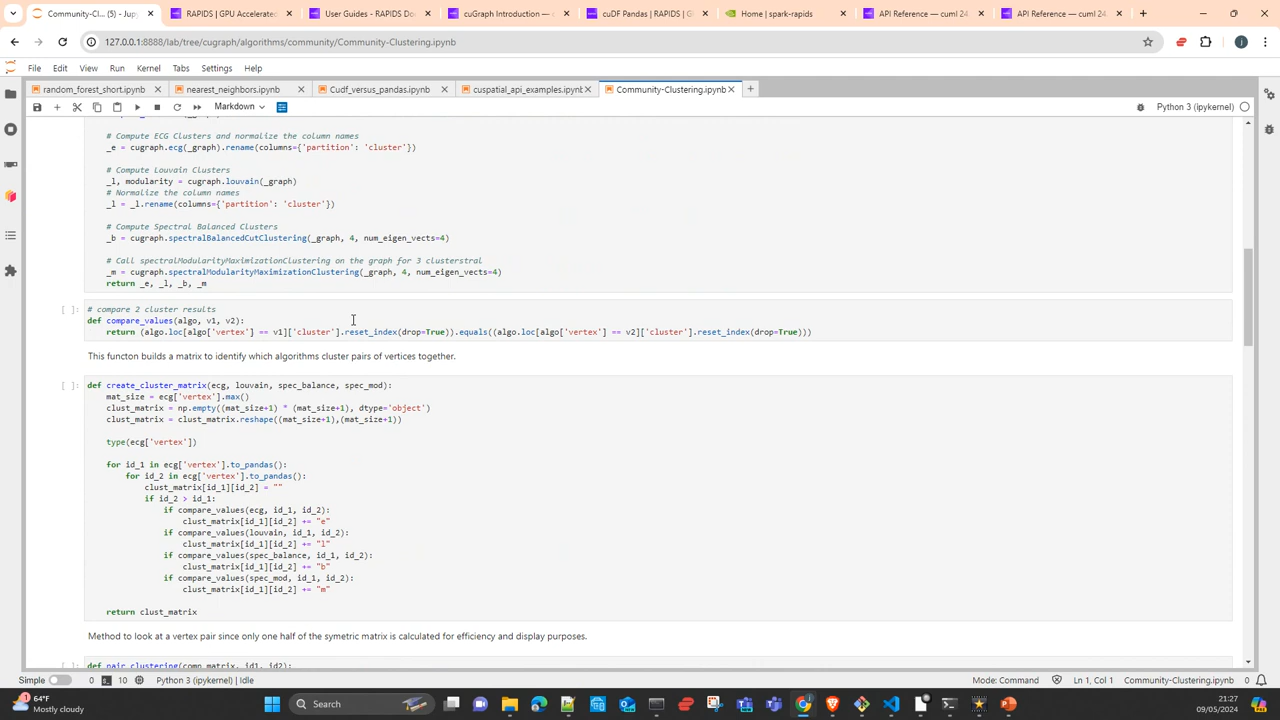 Community-Cl... (5) - Jup
RAPIDS | GPU Accelerated
User Guides - RAPIDS Do
cuGraph Introduction — c
cuDF Pandas | RAPIDS | G
Home | spark-rapids
API Reference — cuml 24.
API Reference — cuml 24.
127.0.0.1:8888/lab/tree/cugraph/algorithms/community/Community-Clustering.ipynb
File Edit View Run Kernel Tabs Settings Help
random_forest_short.ipynb
nearest_neighbors.ipynb
Cudf_versus_pandas.ipynb
cuspatial_api_examples.ipynb
Community-Clustering.ipynb
Markdown
Python 3 (ipykernel)
# Compute ECG Clusters and normalize the column names
_e = cugraph.ecg(_graph).rename(columns={'partition': 'cluster'})
# Compute Louvain Clusters
_l, modularity = cugraph.louvain(_graph)
# Normalize the column names
_l = _l.rename(columns={'partition': 'cluster'})
# Compute Spectral Balanced Clusters
_b = cugraph.spectralBalancedCutClustering(_graph, 4, num_eigen_vects=4)
# Call spectralModularityMaximizationClustering on the graph for 3 clusterstral
_m = cugraph.spectralModularityMaximizationClustering(_graph, 4, num_eigen_vects=4)
return _e, _l, _b, _m
[ ]: # compare 2 cluster results
def compare_values(algo, v1, v2):
return (algo.loc[algo['vertex'] == v1]['cluster'].reset_index(drop=True)).equals((algo.loc[algo['vertex'] == v2]['cluster'].reset_index(drop=True)))
This functon builds a matrix to identify which algorithms cluster pairs of vertices together.
[ ]: def create_cluster_matrix(ecg, louvain, spec_balance, spec_mod):
mat_size = ecg['vertex'].max()
clust_matrix = np.empty((mat_size+1) * (mat_size+1), dtype='object')
clust_matrix = clust_matrix.reshape((mat_size+1),(mat_size+1))
type(ecg['vertex'])
for id_1 in ecg['vertex'].to_pandas():
for id_2 in ecg['vertex'].to_pandas():
clust_matrix[id_1][id_2] = ""
if id_2 > id_1:
if compare_values(ecg, id_1, id_2):
clust_matrix[id_1][id_2] += "e"
if compare_values(louvain, id_1, id_2):
clust_matrix[id_1][id_2] += "l"
if compare_values(spec_balance, id_1, id_2):
clust_matrix[id_1][id_2] += "b"
if compare_values(spec_mod, id_1, id_2):
clust_matrix[id_1][id_2] += "m"
return clust_matrix
Method to look at a vertex pair since only one half of the symetric matrix is calculated for efficiency and display purposes.
[ ]: def pair_clustering(comp_matrix, id1, id2):
Simple 0 6 Python 3 (ipykernel) | Idle
Mode: Command Ln 1, Col 1 Community-Clustering.ipynb 0
64°F
Mostly cloudy
Search
21:27
09/05/2024